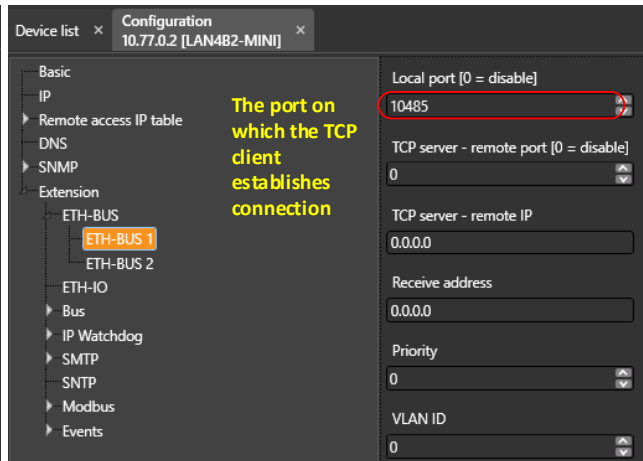 Device list ×
Configuration
10.77.0.2 [LAN4B2-MINI] ×
Basic
IP
Remote access IP table
DNS
SNMP
Extension
ETH-BUS
ETH-BUS 1
ETH-BUS 2
ETH-IO
Bus
IP Watchdog
SMTP
SNTP
Modbus
Events
The port on
which the TCP
client
establishes
connection
Local port [0 = disable]
10485
TCP server - remote port [0 = disable]
0
TCP server - remote IP
0.0.0.0
Receive address
0.0.0.0
Priority
0
VLAN ID
0